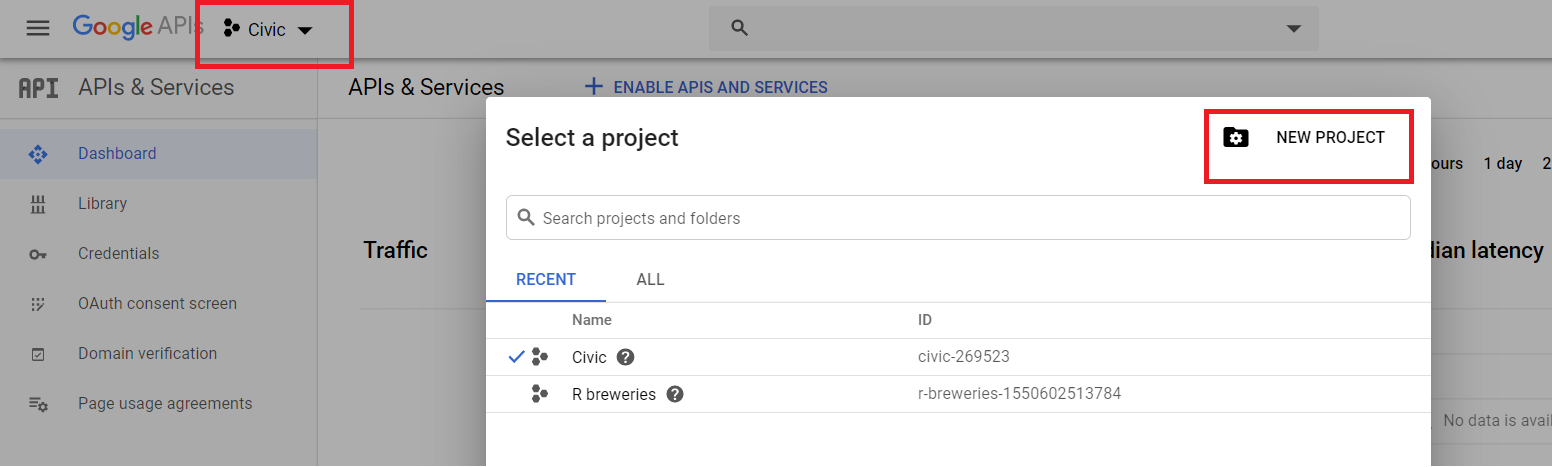 Google APIs Civic
API APIs & Services
APIs & Services
ENABLE APIS AND SERVICES
Dashboard
Library
Credentials
OAuth consent screen
Domain verification
Page usage agreements
Traffic
Select a project
NEW PROJECT
Search projects and folders
RECENT ALL
Name ID
Civic civic-269523
R breweries r-breweries-1550602513784
ours 1 day 2
dian latency
No data is avail